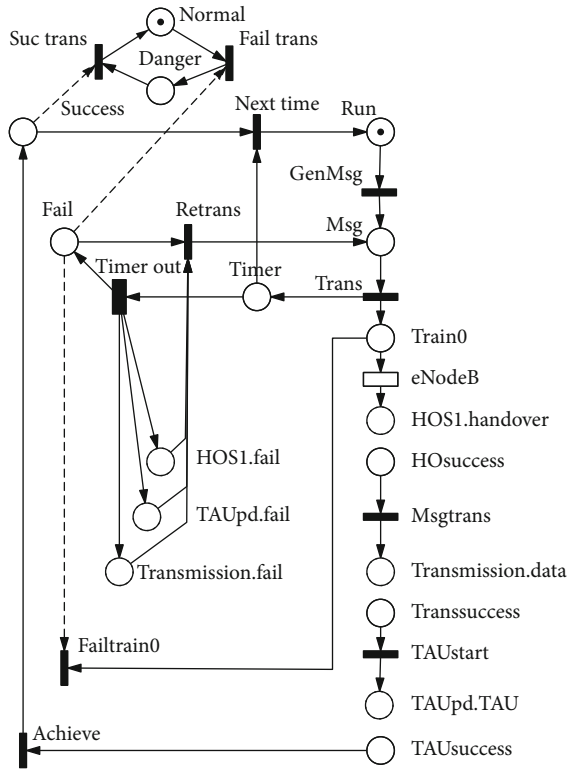 Normal
Suc trans
Fail trans
Danger
Success
Next time
Run
GenMsg
Fail
Retrans
Msg
Timer out
Timer
Trans
Train0
eNodeB
HOS1.handover
HOS1.fail
HOsuccess
TAUpd.fail
Msgtrans
Transmission.fail
Transmission.data
Transsuccess
Failtrain0
TAUstart
TAUpd.TAU
Achieve
TAUsuccess